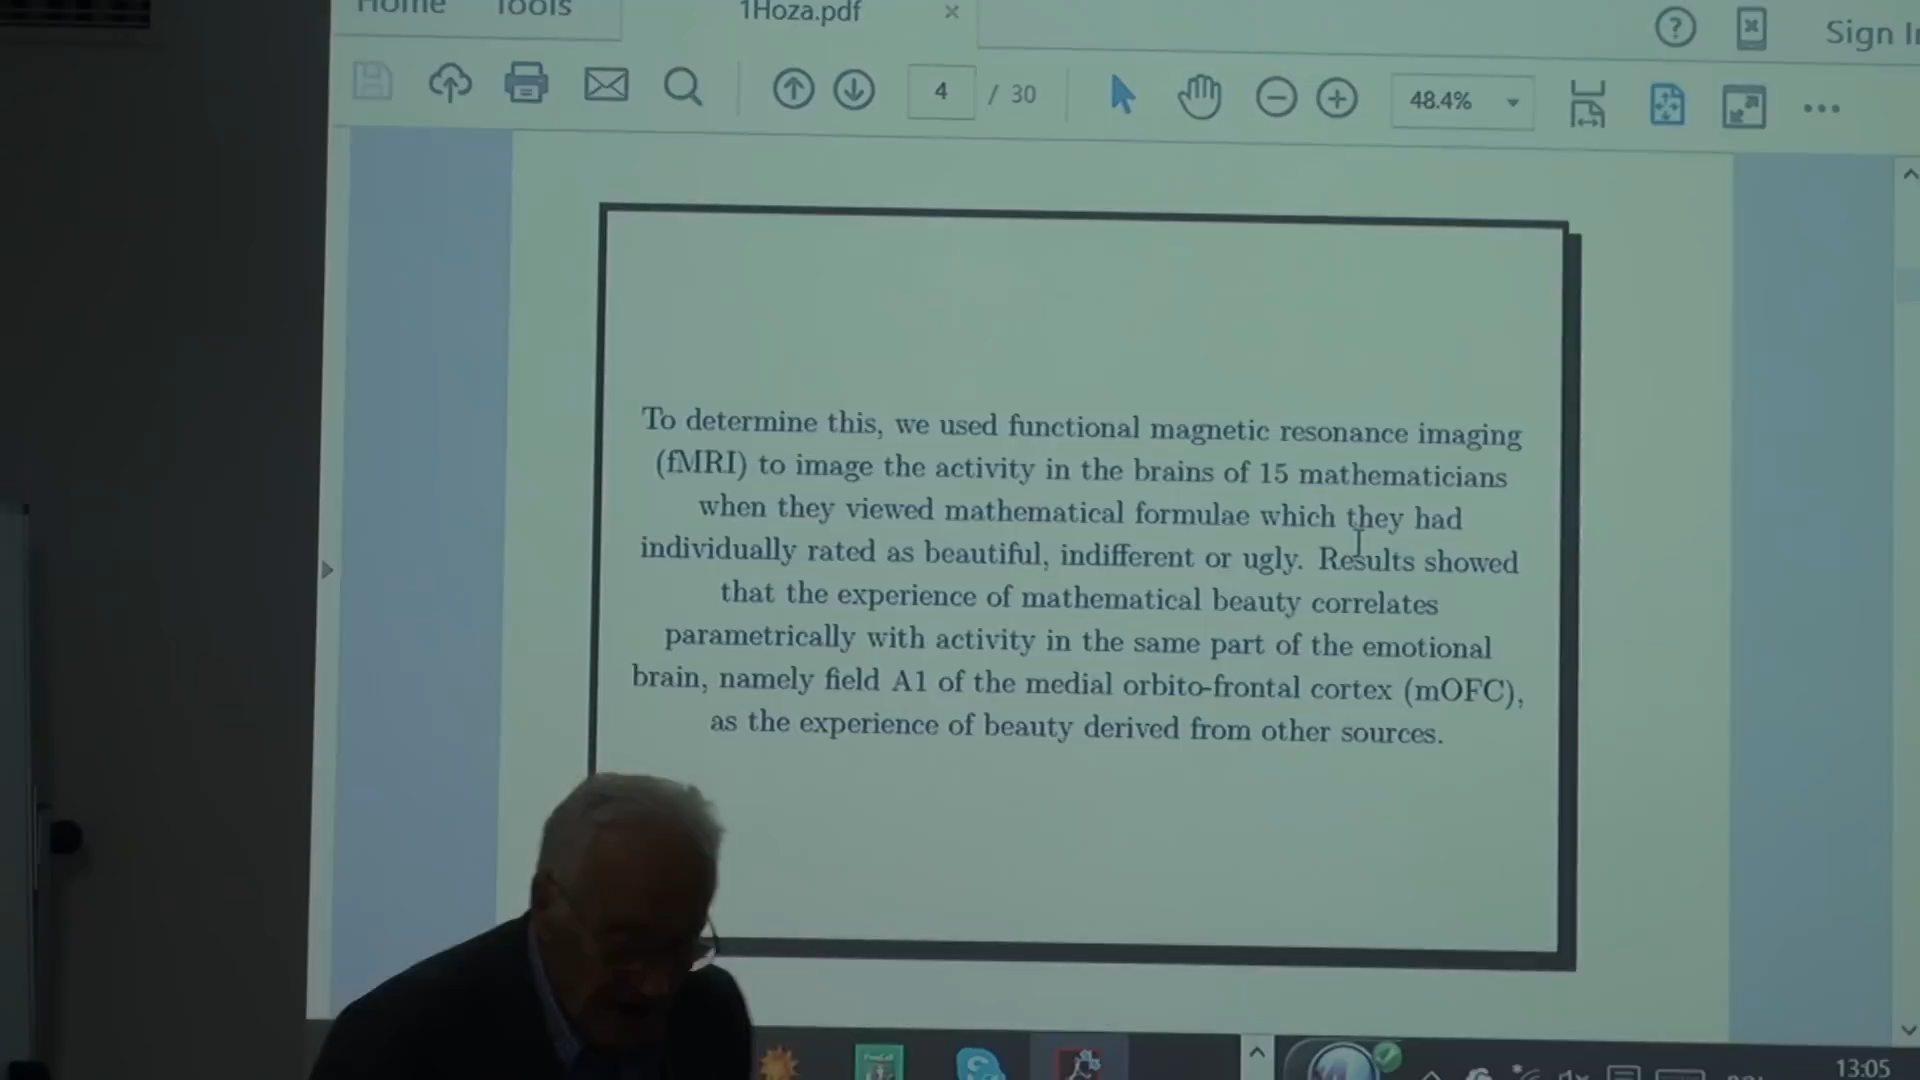 Home Tools 1Hoza.pdf
Sign In
4 / 30 48.4%
To determine this, we used functional magnetic resonance imaging
(fMRI) to image the activity in the brains of 15 mathematicians
when they viewed mathematical formulae which they had
individually rated as beautiful, indifferent or ugly. Results showed
that the experience of mathematical beauty correlates
parametrically with activity in the same part of the emotional
brain, namely field A1 of the medial orbito-frontal cortex (mOFC),
as the experience of beauty derived from other sources.
13:05